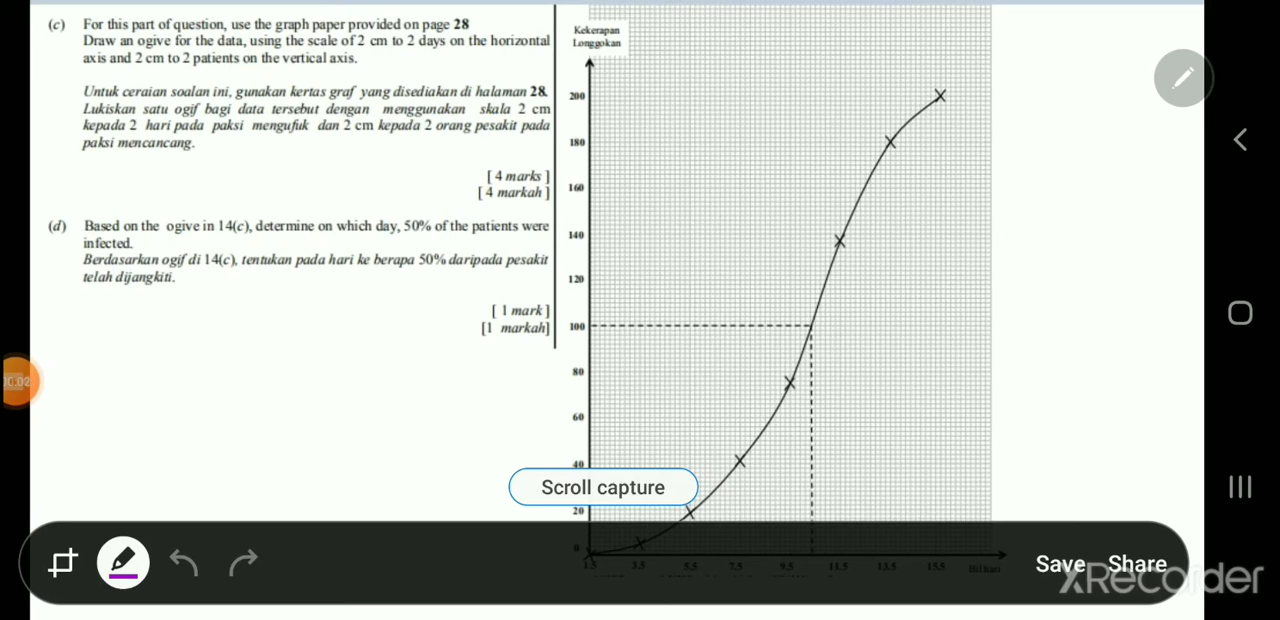 (c) For this part of question, use the graph paper provided on page 28
Draw an ogive for the data, using the scale of 2 cm to 2 days on the horizontal
axis and 2 cm to 2 patients on the vertical axis.
Untuk ceraian soalan ini, gunakan kertas graf yang disediakan di halaman 28.
Lukiskan satu ogif bagi data tersebut dengan menggunakan skala 2 cm
kepada 2 hari pada paksi mengufuk dan 2 cm kepada 2 orang pesakit pada
paksi mencancang.
[ 4 marks ]
[ 4 markah ]
(d) Based on the ogive in 14(c), determine on which day, 50% of the patients were
infected.
Berdasarkan ogif di 14(c), tentukan pada hari ke berapa 50% daripada pesakit
telah dijangkiti.
[ 1 mark ]
[1 markah]
Kekerapan
Longgokan
200
180
160
140
120
100
80
60
40
20
0
1.5 3.5 5.5 7.5 9.5 11.5 13.5 15.5 Bil hari
00:02
Scroll capture
Save Share
XRecorder